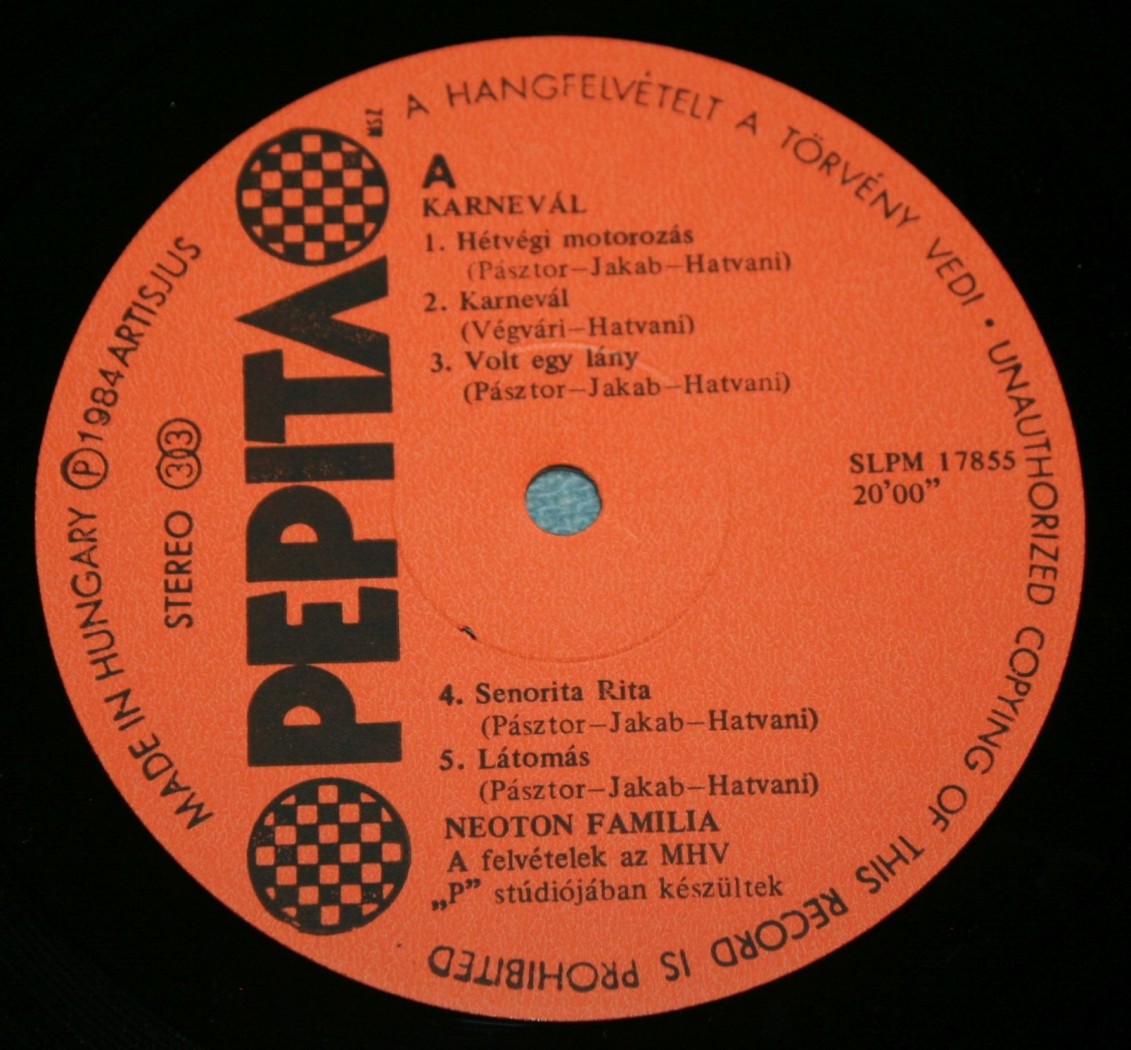 A HANGFELVÉTELT A TÖRVÉNY VEDI • UNAUTHORIZED COPYING OF THIS RECORD IS PROHIBITED
MADE IN HUNGARY Ⓟ 1984 ARTISJUS
STEREO 33
PEPITA
MSZ
A
KARNEVÁL
1. Hétvégi motorozás
(Pásztor–Jakab–Hatvani)
2. Karnevál
(Végvári–Hatvani)
3. Volt egy lány
(Pásztor–Jakab–Hatvani)
SLPM 17855
20’00”
4. Senorita Rita
(Pásztor–Jakab–Hatvani)
5. Látomás
(Pásztor–Jakab–Hatvani)
NEOTON FAMILIA
A felvételek az MHV
„P” stúdiójában készültek